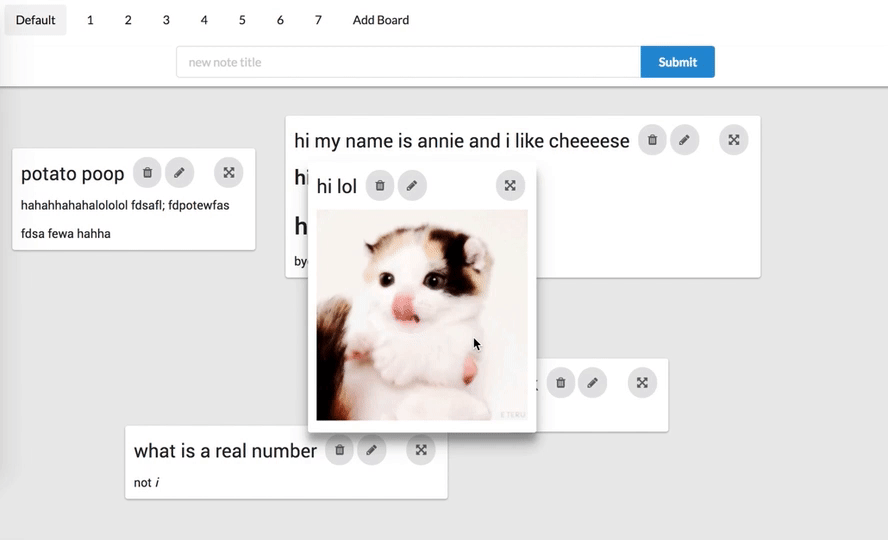 Default 1 2 3 4 5 6 7 Add Board
new note title Submit
hi my name is annie and i like cheeeese
potato poop
hahahhahahalololol fdsafl; fdpotewfas
fdsa fewa hahha
hi
h
by
hi lol
what is a real number
not i